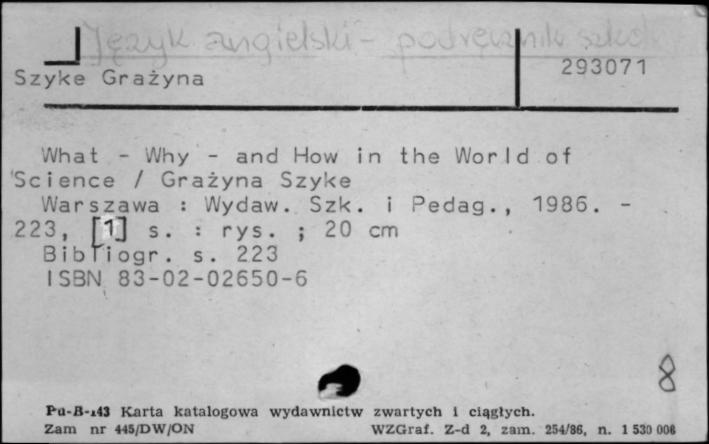 Język angielski - podręcznik szkol
Szyke Grażyna
293071
What - Why - and How in the World of
Science / Grażyna Szyke
Warszawa : Wydaw. Szk. i Pedag., 1986. -
223, [1] s. : rys. ; 20 cm
Bibliogr. s. 223
ISBN 83-02-02650-6
8
Pu-B-143 Karta katalogowa wydawnictw zwartych i ciągłych.
Zam nr 445/DW/ON WZGraf. Z-d 2, zam. 254/86, n. 1 530 008